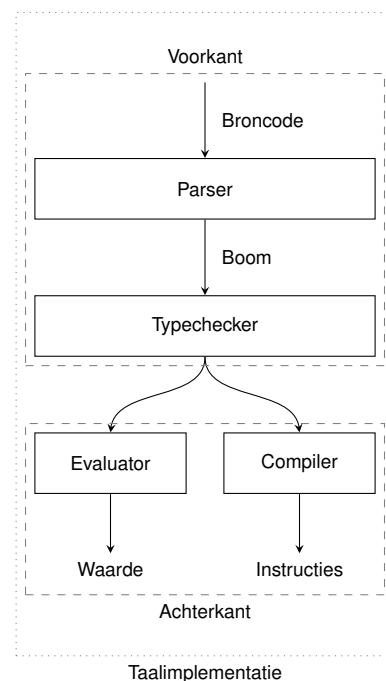 Voorkant
Broncode
Parser
Boom
Typechecker
Evaluator
Compiler
Waarde
Instructies
Achterkant
Taalimplementatie